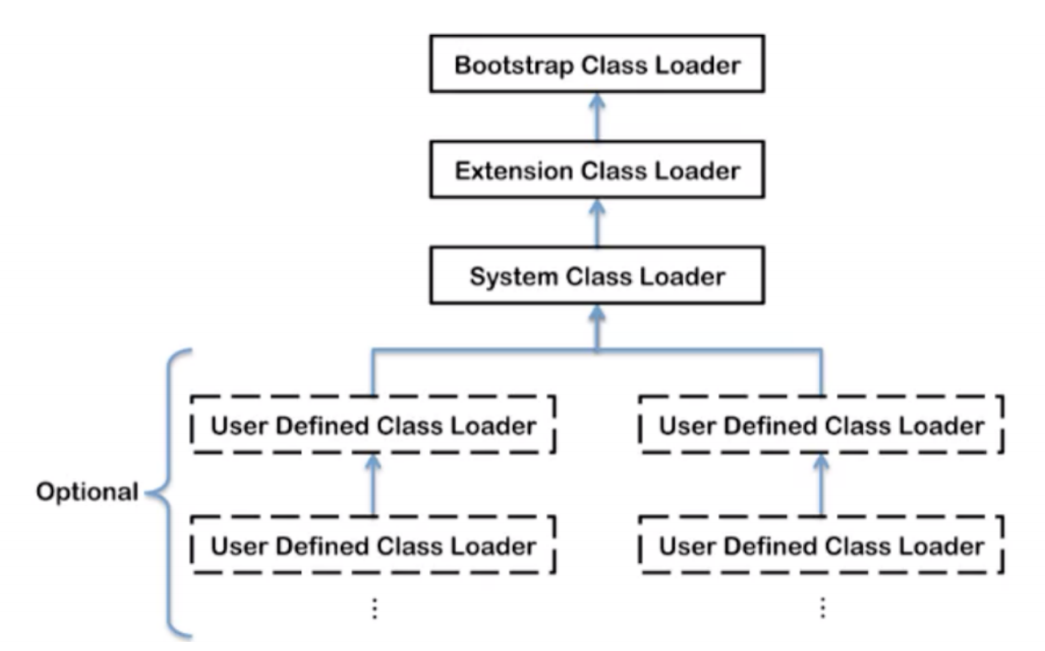 Bootstrap Class Loader
Extension Class Loader
System Class Loader
User Defined Class Loader
User Defined Class Loader
Optional
User Defined Class Loader
User Defined Class Loader
⋮
⋮